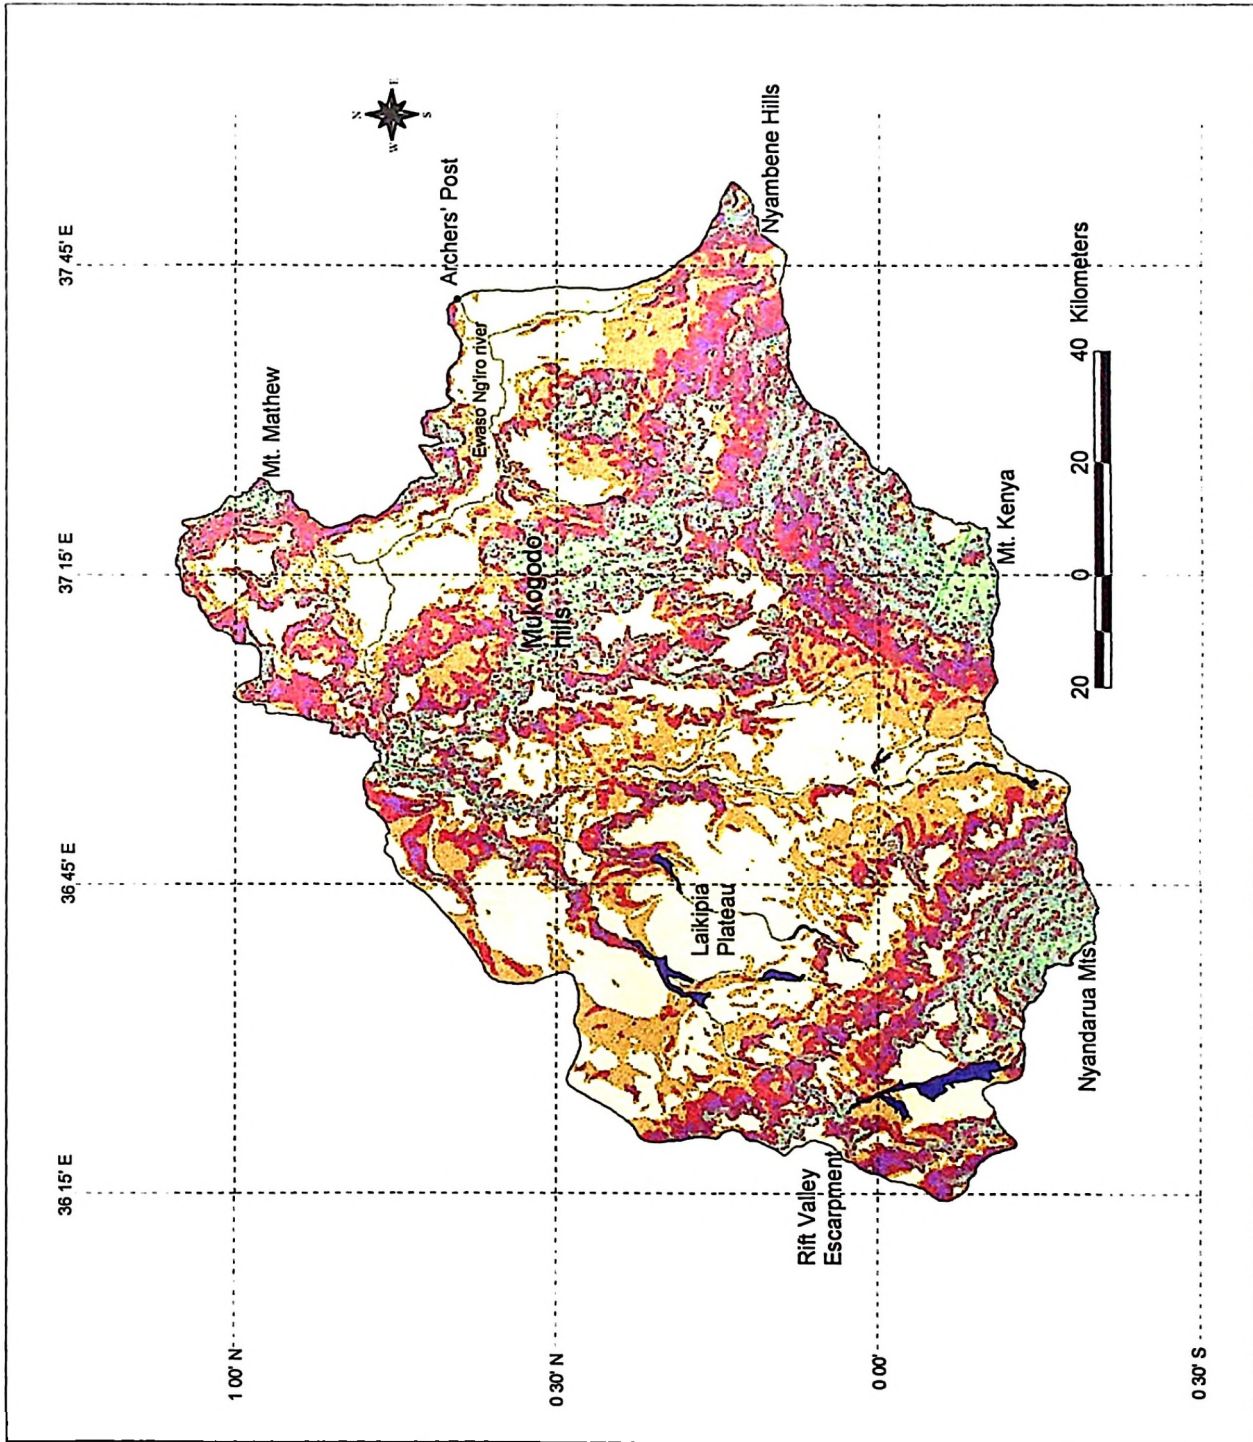 36 15' E
36 45' E
37 15' E
37 45' E
N
W
E
S
1 00' N
0 30' N
0 00'
0 30' S
Mt. Mathew
Archers' Post
Ewaso Ng'iro river
Mukogodo
hills
Nyambene Hills
Laikipia
Plateau
Rift Valley
Escarpment
Nyandarua Mts
Mt. Kenya
20
0
20
40 Kilometers